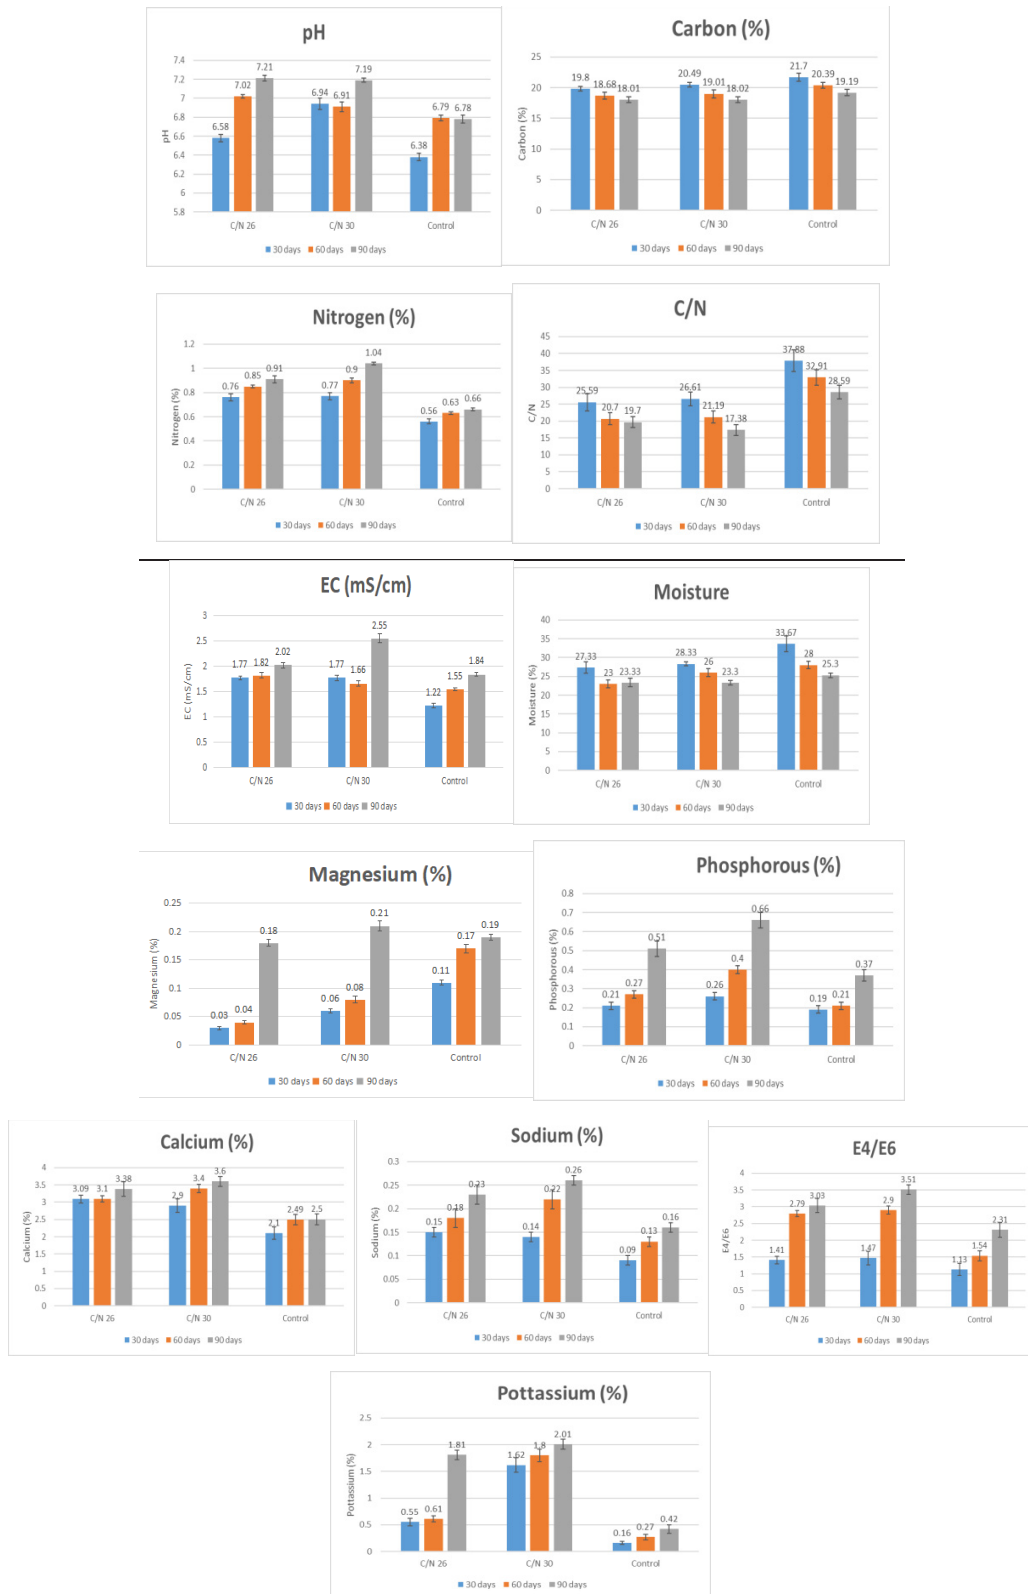 pH
7.4
7.2
7
6.8
6.6
6.4
6.2
6
5.8
pH
6.58
7.02
7.21
6.94
6.91
7.19
6.38
6.79
6.78
C/N 26
C/N 30
Control
30 days 60 days 90 days
Carbon (%)
25
20
15
10
5
0
Carbon (%)
19.8
18.68
18.01
20.49
19.01
18.02
21.7
20.39
19.19
C/N 26
C/N 30
Control
30 days 60 days 90 days
Nitrogen (%)
1.2
1
0.8
0.6
0.4
0.2
0
Nitrogen (%)
0.76
0.85
0.91
0.77
0.9
1.04
0.56
0.63
0.66
C/N 26
C/N 30
Control
30 days 60 days 90 days
C/N
45
40
35
30
25
20
15
10
5
0
C/N
25.59
20.7
19.7
26.61
21.19
17.38
37.88
32.91
28.59
C/N 26
C/N 30
Control
30 days 60 days 90 days
EC (mS/cm)
3
2.5
2
1.5
1
0.5
0
EC (mS/cm)
1.77
1.82
2.02
1.77
1.66
2.55
1.22
1.55
1.84
C/N 26
C/N 30
Control
30 days 60 days 90 days
Moisture
40
35
30
25
20
15
10
5
0
Moisture (%)
27.33
23
23.33
28.33
26
23.3
33.67
28
25.3
C/N 26
C/N 30
Control
30 days 60 days 90 days
Magnesium (%)
0.25
0.2
0.15
0.1
0.05
0
Magnesium (%)
0.03
0.04
0.18
0.06
0.08
0.21
0.11
0.17
0.19
C/N 26
C/N 30
Control
30 days 60 days 90 days
Phosphorous (%)
0.8
0.7
0.6
0.5
0.4
0.3
0.2
0.1
0
Phosphorous (%)
0.21
0.27
0.51
0.26
0.4
0.66
0.19
0.21
0.37
C/N 26
C/N 30
Control
30 days 60 days 90 days
Calcium (%)
4
3.5
3
2.5
2
1.5
1
0.5
0
Calcium (%)
3.09
3.1
3.38
2.9
3.4
3.6
2.1
2.49
2.5
C/N 26
C/N 30
Control
30 days 60 days 90 days
Sodium (%)
0.3
0.25
0.2
0.15
0.1
0.05
0
Sodium (%)
0.15
0.18
0.23
0.14
0.22
0.26
0.09
0.13
0.16
C/N 26
C/N 30
Control
30 days 60 days 90 days
E4/E6
4
3.5
3
2.5
2
1.5
1
0.5
0
E4/E6
1.41
2.79
3.03
1.47
2.9
3.51
1.13
1.54
2.31
C/N 26
C/N 30
Control
30 days 60 days 90 days
Pottassium (%)
2.5
2
1.5
1
0.5
0
Pottassium (%)
0.55
0.61
1.81
1.62
1.8
2.01
0.16
0.27
0.42
C/N 26
C/N 30
Control
30 days 60 days 90 days